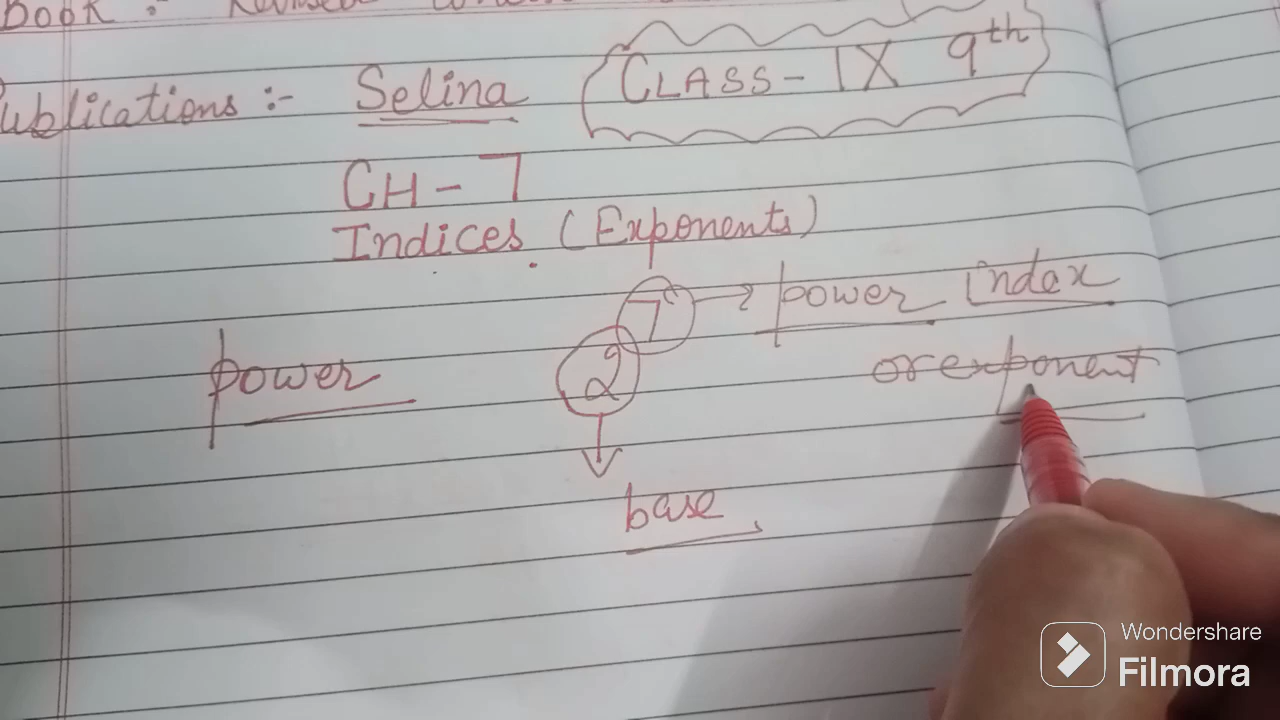 Book :-
Publications :- Selina
CLASS - IX 9th
CH - 7
Indices (Exponents)
power
2
7
power index
or exponent
base
Wondershare
Filmora